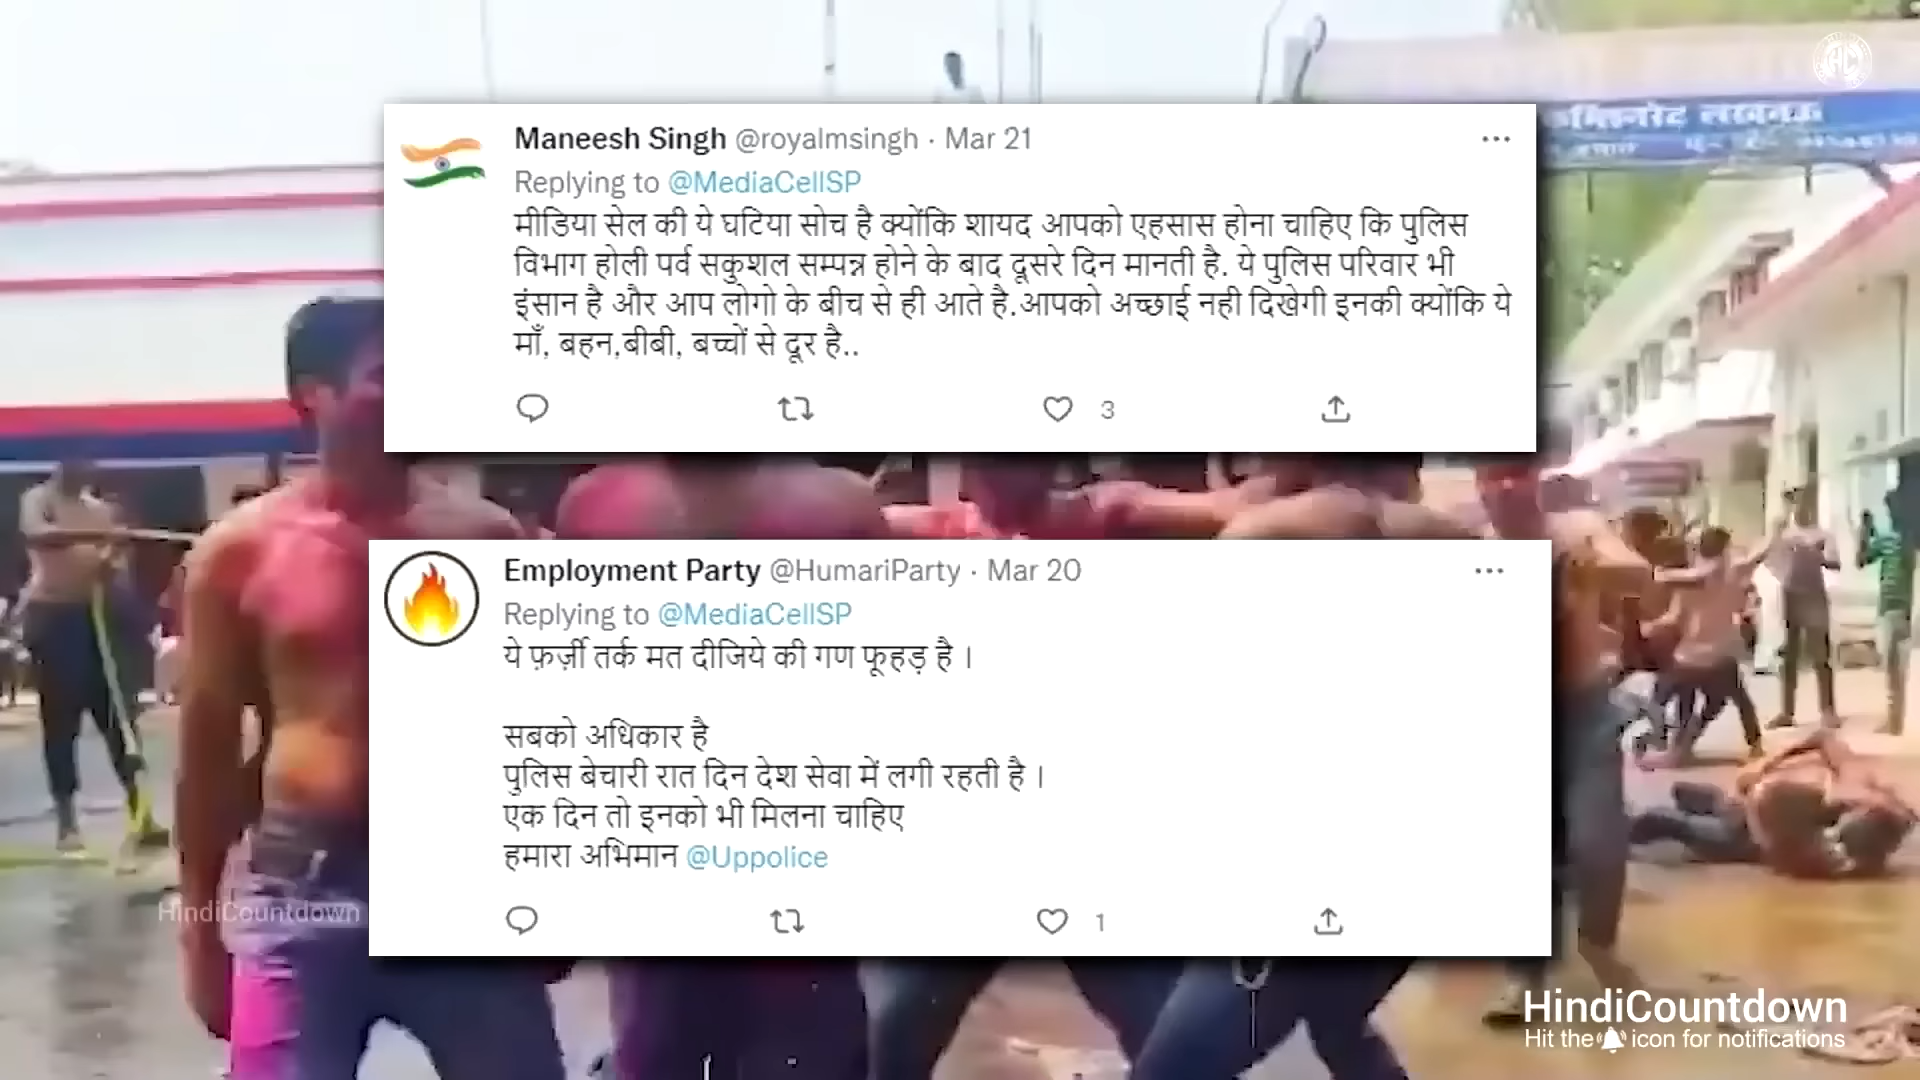 Maneesh Singh @royalmsingh · Mar 21
Replying to @MediaCellSP
मीडिया सेल की ये घटिया सोच है क्योंकि शायद आपको एहसास होना चाहिए कि पुलिस
विभाग होली पर्व सकुशल सम्पन्न होने के बाद दूसरे दिन मानती है. ये पुलिस परिवार भी
इंसान है और आप लोगो के बीच से ही आते है.आपको अच्छाई नही दिखेगी इनकी क्योंकि ये
माँ, बहन,बीबी, बच्चों से दूर है..
3
Employment Party @HumariParty · Mar 20
Replying to @MediaCellSP
ये फ़र्ज़ी तर्क मत दीजिये की गण फूहड़ है ।
सबको अधिकार है
पुलिस बेचारी रात दिन देश सेवा में लगी रहती है ।
एक दिन तो इनको भी मिलना चाहिए
हमारा अभिमान @Uppolice
1
HindiCountdown
HindiCountdown
Hit the icon for notifications
HC
लखनऊ